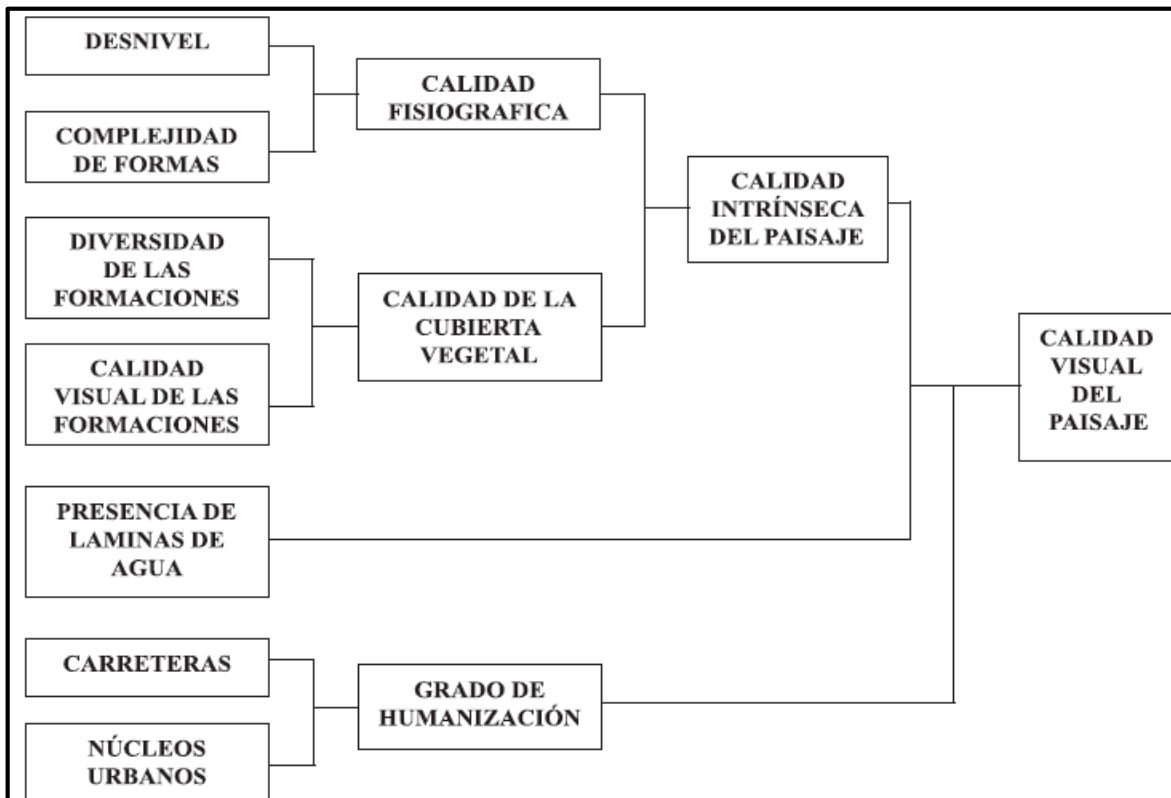 DESNIVEL
COMPLEJIDAD
DE FORMAS
DIVERSIDAD
DE LAS
FORMACIONES
CALIDAD
VISUAL DE LAS
FORMACIONES
PRESENCIA DE
LAMINAS DE
AGUA
CARRETERAS
NÚCLEOS
URBANOS
CALIDAD
FISIOGRAFICA
CALIDAD DE LA
CUBIERTA
VEGETAL
GRADO DE
HUMANIZACIÓN
CALIDAD
INTRÍNSECA
DEL PAISAJE
CALIDAD
VISUAL
DEL
PAISAJE